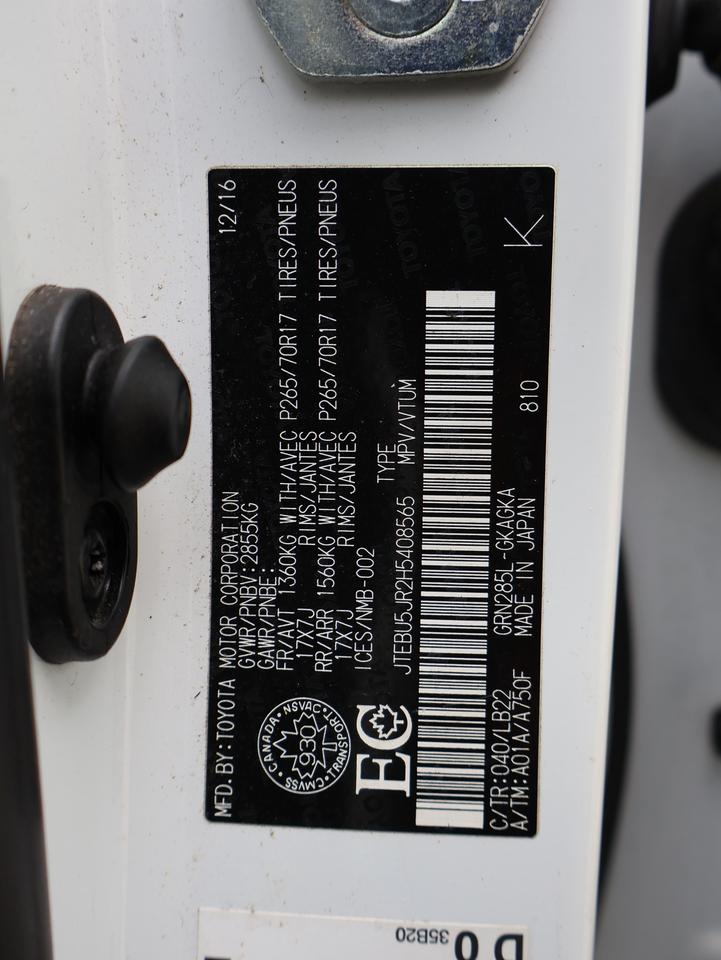 MFD. BY: TOYOTA MOTOR CORPORATION 12/16
GVWR/PNBV: 2855KG
GAWR/PNBE:
FR/AVT 1360KG WITH/AVEC P265/70R17 TIRES/PNEUS
17X7J RIMS/JANTES
RR/ARR 1560KG WITH/AVEC P265/70R17 TIRES/PNEUS
17X7J RIMS/JANTES
ICES/NMB-002
CANADA • NSVAC • TRANSPORT • CMVSS •
930
EC
TYPE
JTEBU5JR2H5408565 MPV/VTUM
C/TR: 040/LB22 GRN285L-GKAGKA 810
A/TM: A01A/A750F MADE IN JAPAN
K
35B20
D 0